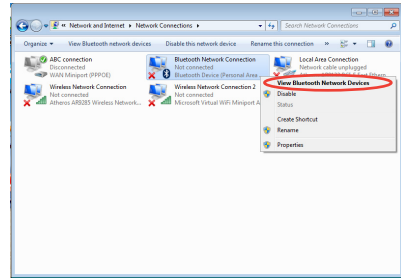 « Network and Internet ▸ Network Connections ▸
Search Network Connections
Organize ▾ View Bluetooth network devices Disable this network device Rename this connection »
ABC connection
Disconnected
WAN Miniport (PPPOE)
Bluetooth Network Connection
Not connected
Bluetooth Device (Personal Area...
Local Area Connection
Network cable unplugged
Wireless Network Connection
Not connected
Atheros AR9285 Wireless Network...
Wireless Network Connection 2
Not connected
Microsoft Virtual WiFi Miniport A
View Bluetooth Network Devices
Disable
Status
Create Shortcut
Rename
Properties